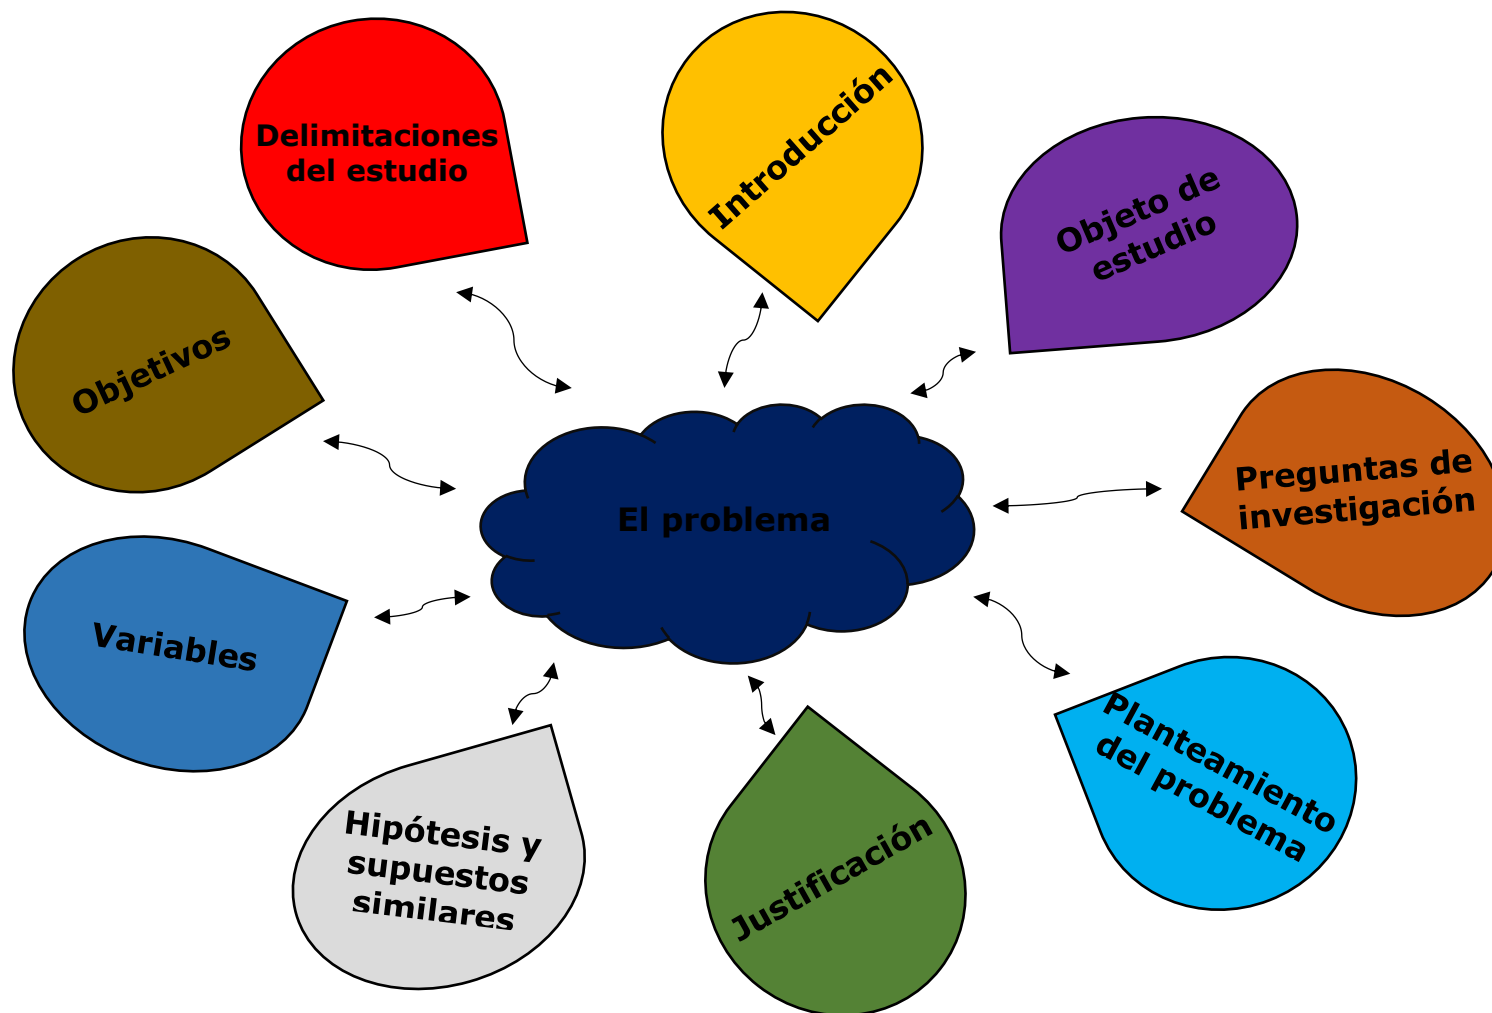 Delimitaciones
del estudio
Introducción
Objeto de
estudio
Objetivos
Preguntas de
investigación
El problema
Variables
Planteamiento
del problema
Hipótesis y
supuestos
similares
Justificación